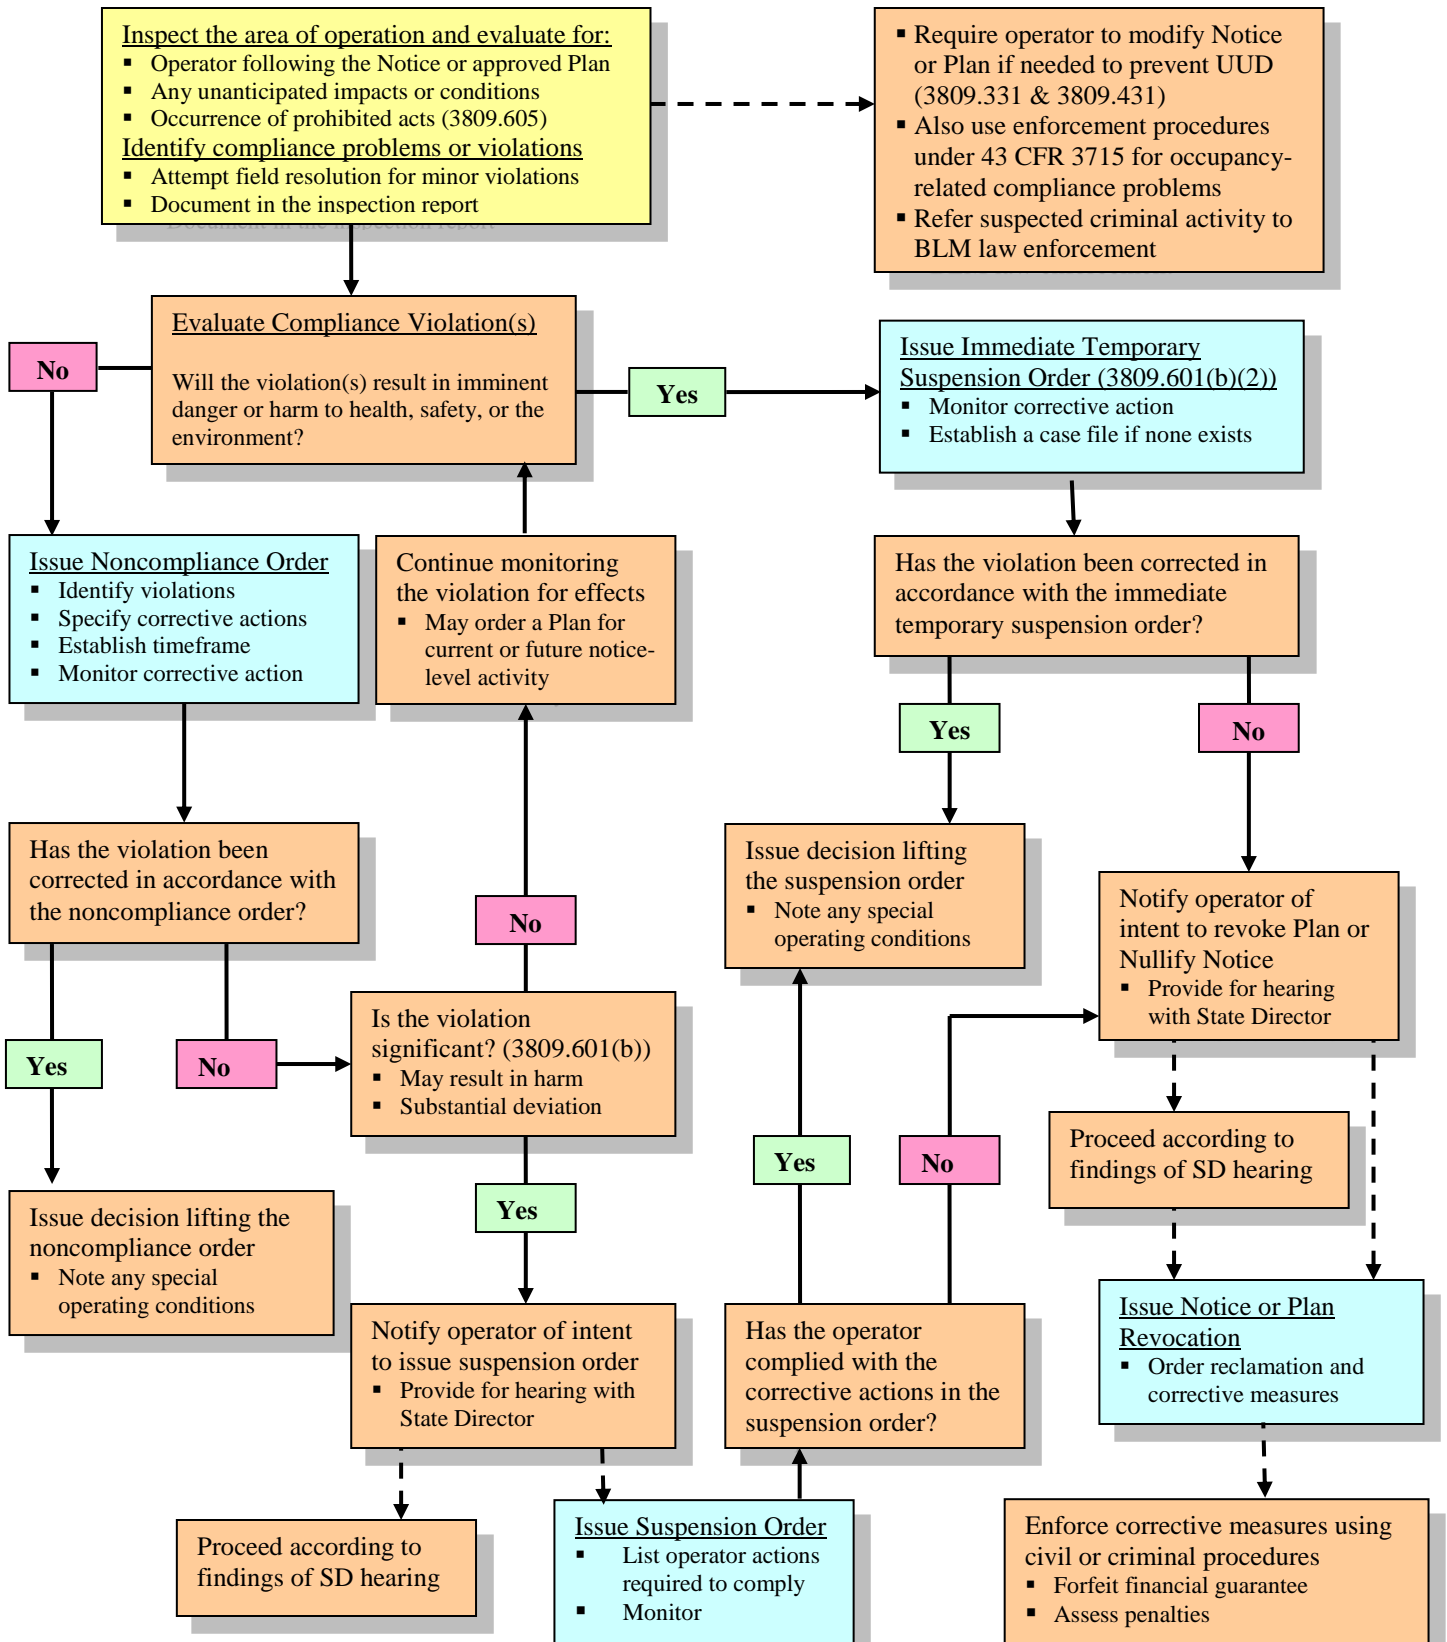 Inspect the area of operation and evaluate for:
▪ Operator following the Notice or approved Plan
▪ Any unanticipated impacts or conditions
▪ Occurrence of prohibited acts (3809.605)
Identify compliance problems or violations
▪ Attempt field resolution for minor violations
▪ Document in the inspection report
▪ Require operator to modify Notice
or Plan if needed to prevent UUD
(3809.331 & 3809.431)
▪ Also use enforcement procedures
under 43 CFR 3715 for occupancy-
related compliance problems
▪ Refer suspected criminal activity to
BLM law enforcement
Evaluate Compliance Violation(s)
Will the violation(s) result in imminent
danger or harm to health, safety, or the
environment?
No
Yes
Issue Immediate Temporary
Suspension Order (3809.601(b)(2))
▪ Monitor corrective action
▪ Establish a case file if none exists
Issue Noncompliance Order
▪ Identify violations
▪ Specify corrective actions
▪ Establish timeframe
▪ Monitor corrective action
Continue monitoring
the violation for effects
▪ May order a Plan for
current or future notice-
level activity
Has the violation been corrected in
accordance with the immediate
temporary suspension order?
Yes
No
Has the violation been
corrected in accordance with
the noncompliance order?
No
Issue decision lifting
the suspension order
▪ Note any special
operating conditions
Notify operator of
intent to revoke Plan or
Nullify Notice
▪ Provide for hearing
with State Director
Yes
No
Is the violation
significant? (3809.601(b))
▪ May result in harm
▪ Substantial deviation
Yes
No
Proceed according to
findings of SD hearing
Issue decision lifting the
noncompliance order
▪ Note any special
operating conditions
Yes
Notify operator of intent
to issue suspension order
▪ Provide for hearing with
State Director
Has the operator
complied with the
corrective actions in the
suspension order?
Issue Notice or Plan
Revocation
▪ Order reclamation and
corrective measures
Proceed according to
findings of SD hearing
Issue Suspension Order
▪ List operator actions
required to comply
▪ Monitor
Enforce corrective measures using
civil or criminal procedures
▪ Forfeit financial guarantee
▪ Assess penalties